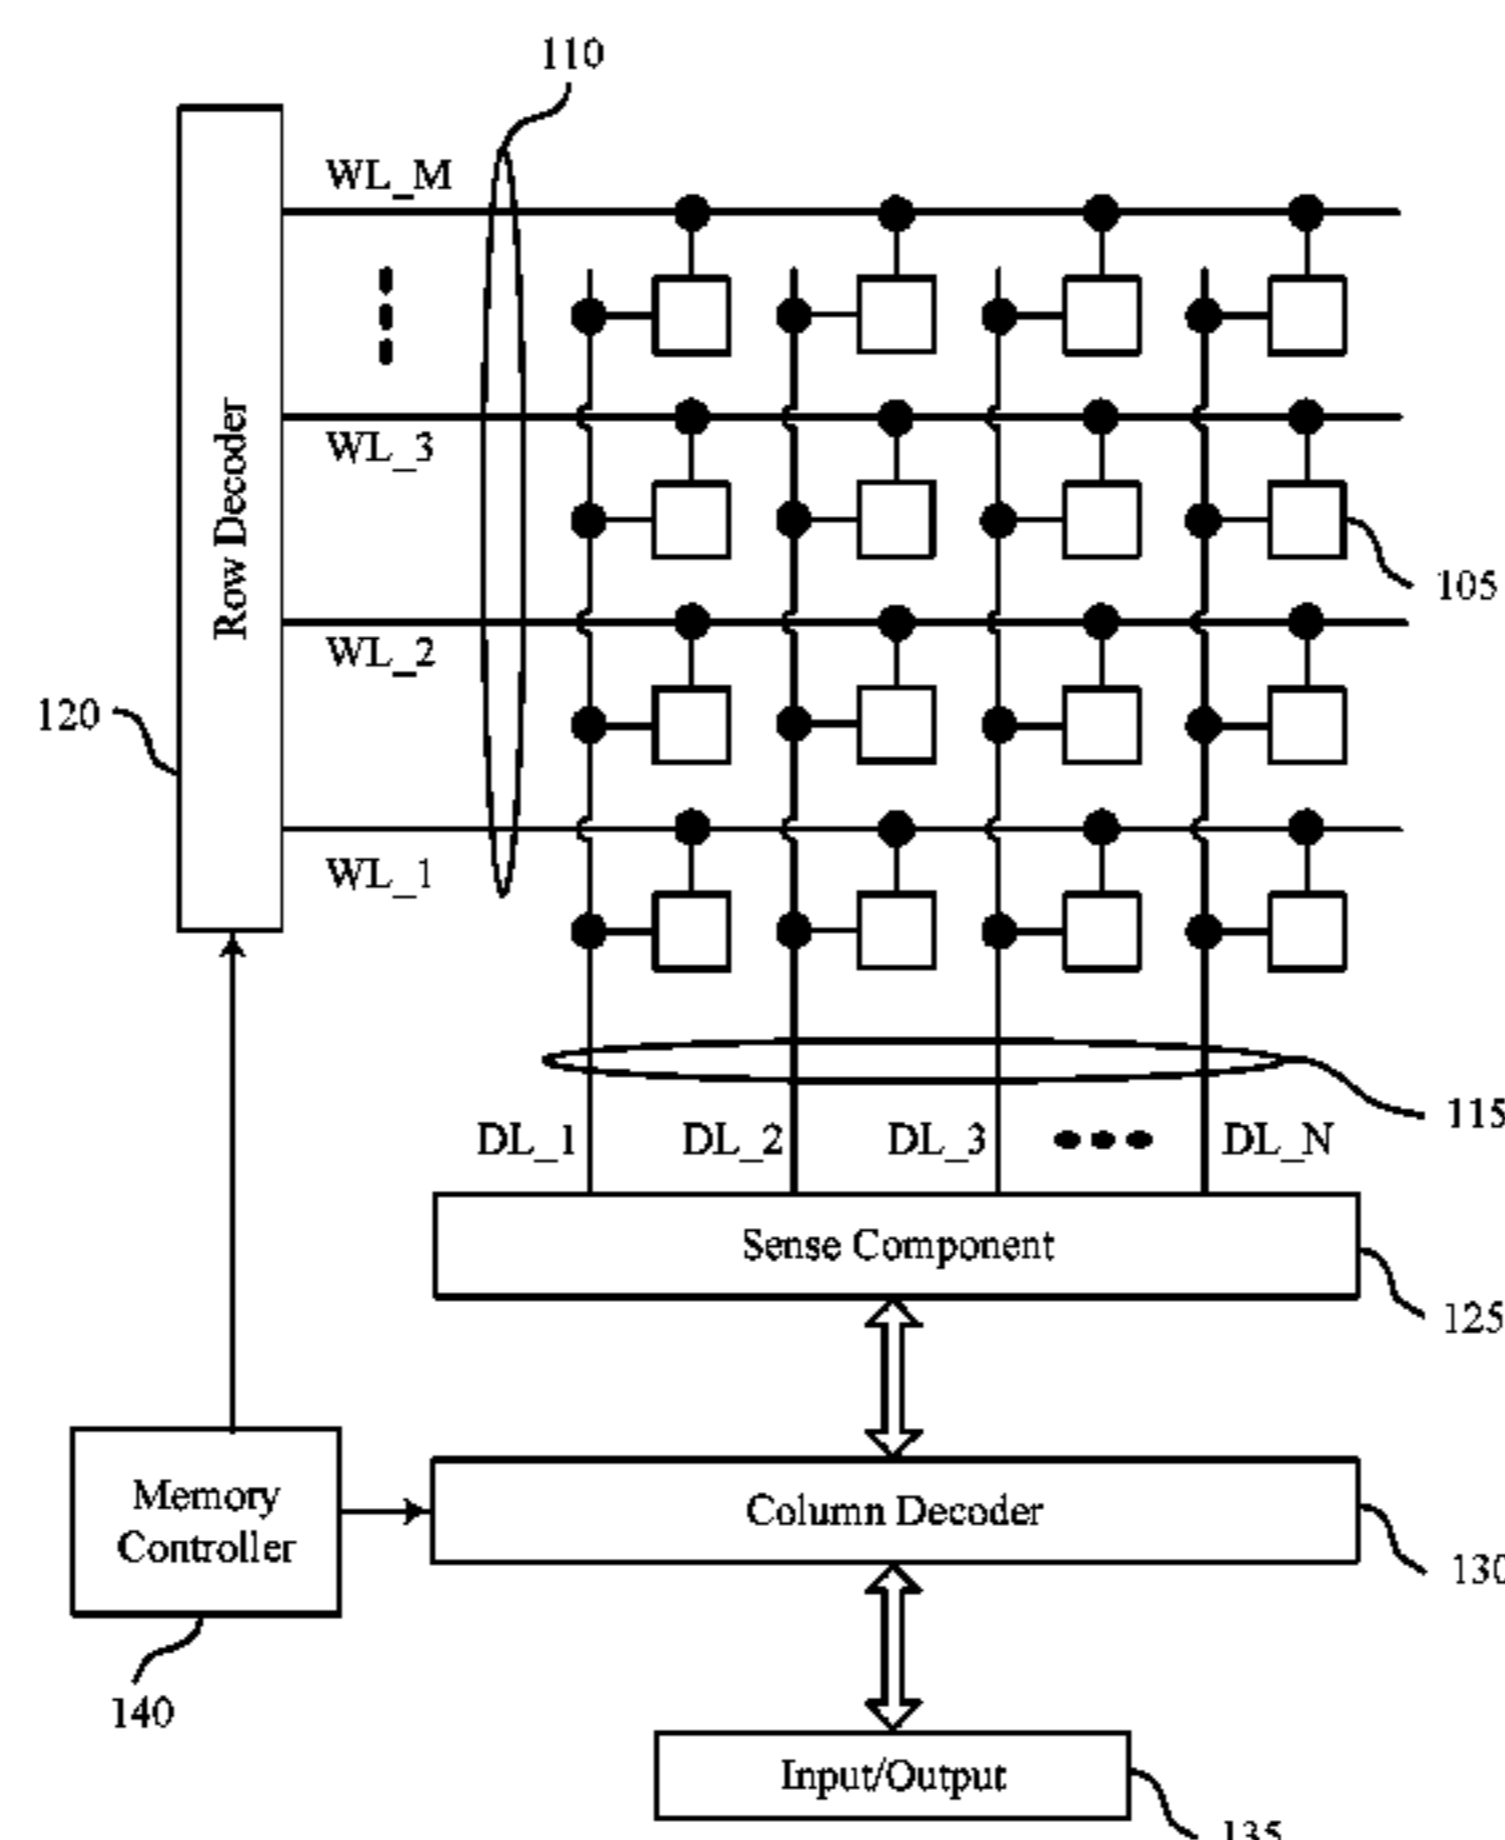 110
WL_M
Row Decoder
WL_3
105
WL_2
120
WL_1
115
DL_1 DL_2 DL_3 DL_N
Sense Component
125
Memory
Controller
Column Decoder
130
140
Input/Output
135